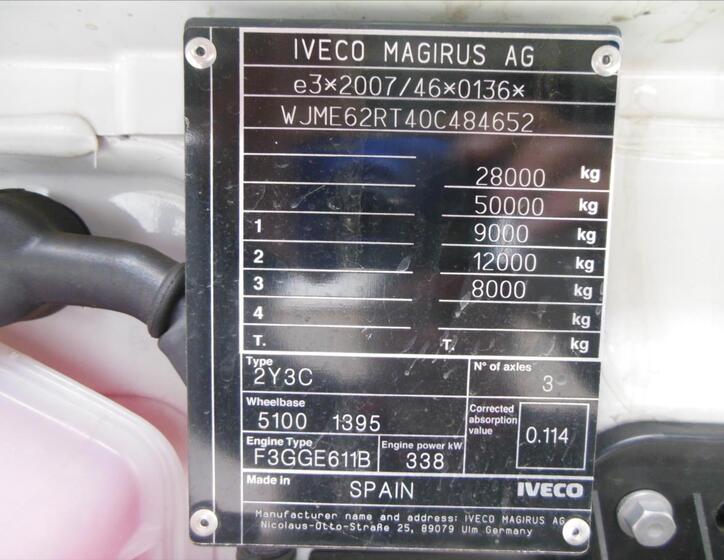 IVECO MAGIRUS AG
e3*2007/46*0136*
WJME62RT40C484652
28000 kg
50000 kg
1 9000 kg
2 12000 kg
3 8000 kg
4 kg
T. T. kg
Type N° of axles
2Y3C 3
Wheelbase Corrected absorption value
5100 1395 0.114
Engine Type Engine power kW
F3GGE611B 338
Made in
SPAIN IVECO
Manufacturer name and address: IVECO MAGIRUS AG
Nicolaus-Otto-Straße 25, 89079 Ulm Germany